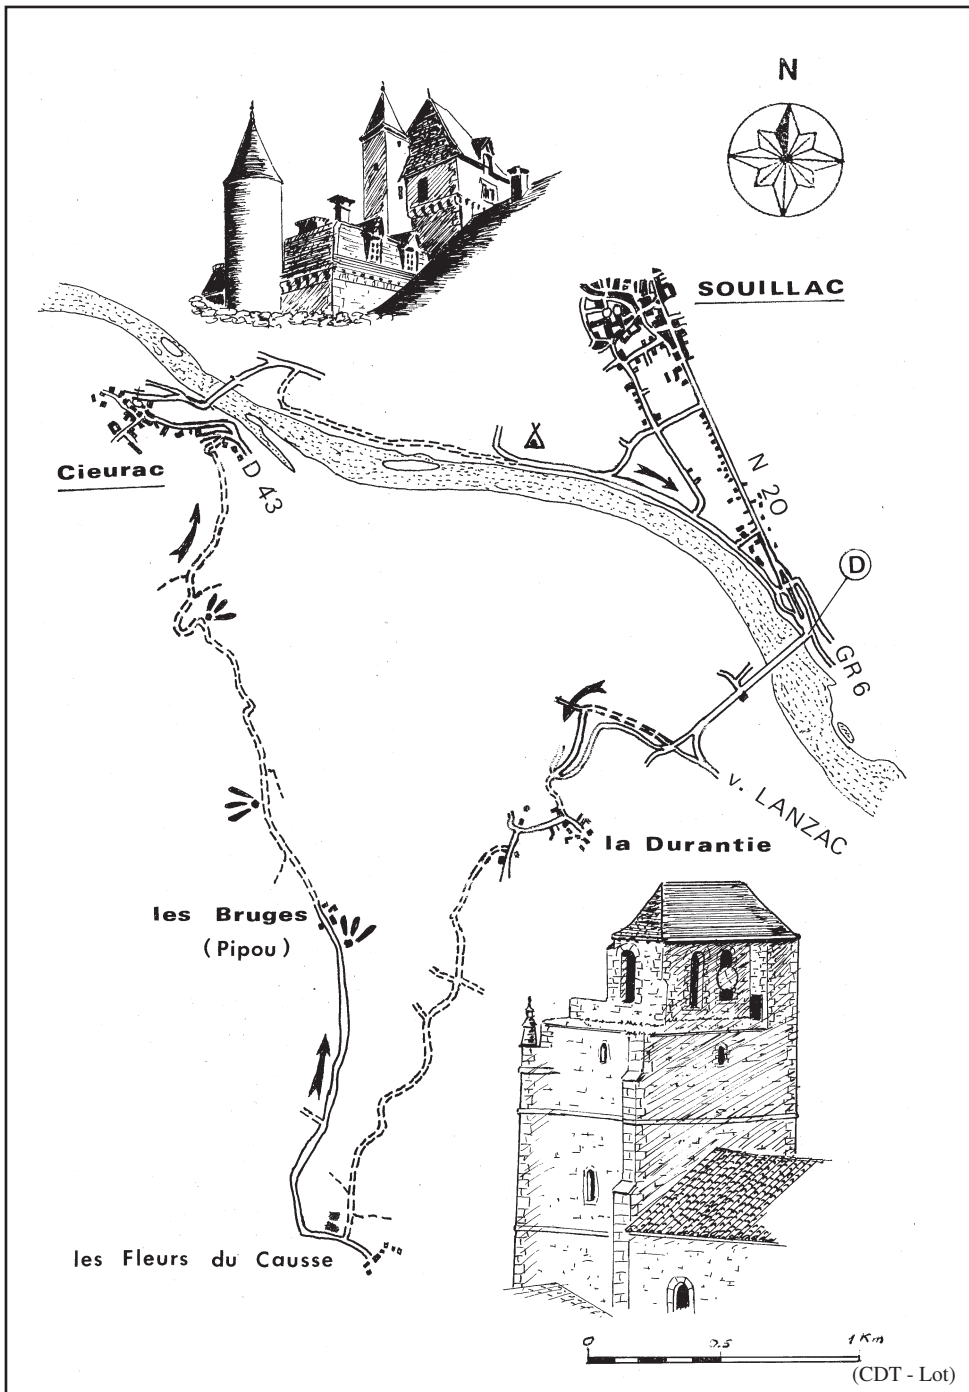 N
SOUILLAC
Cieurac
D 43
N 20
D
GR6
v. LANZAC
la Durantie
les Bruges
(Pipou)
les Fleurs du Causse
0 0.5 1 Km
(CDT - Lot)